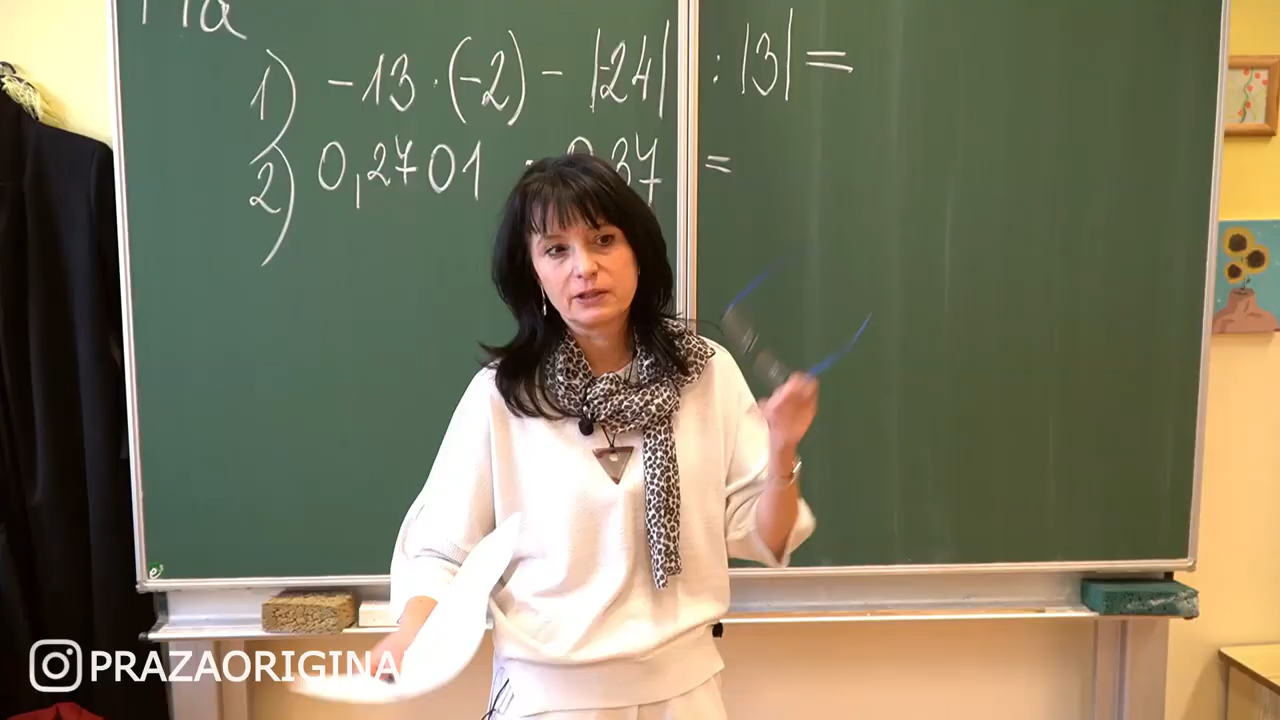 1) -13 · (-2) - |-24| : |3| =
2) 0,2701 : 0,37 =
PRAZAORIGINA